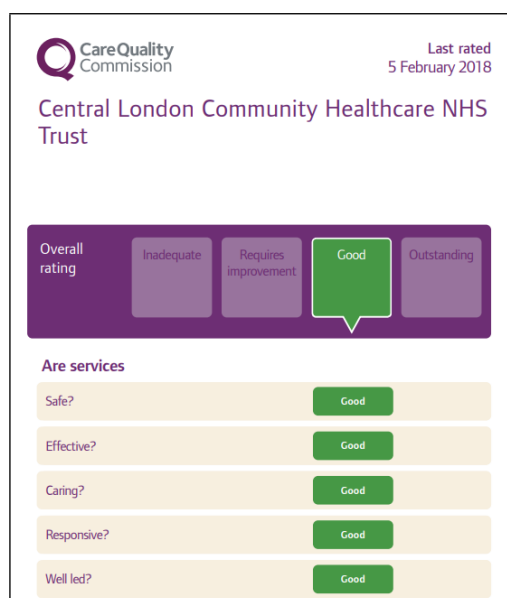 CareQuality
Commission
Last rated
5 February 2018
Central London Community Healthcare NHS
Trust
Overall
rating
Inadequate
Requires
improvement
Good
Outstanding
Are services
Safe?
Good
Effective?
Good
Caring?
Good
Responsive?
Good
Well led?
Good